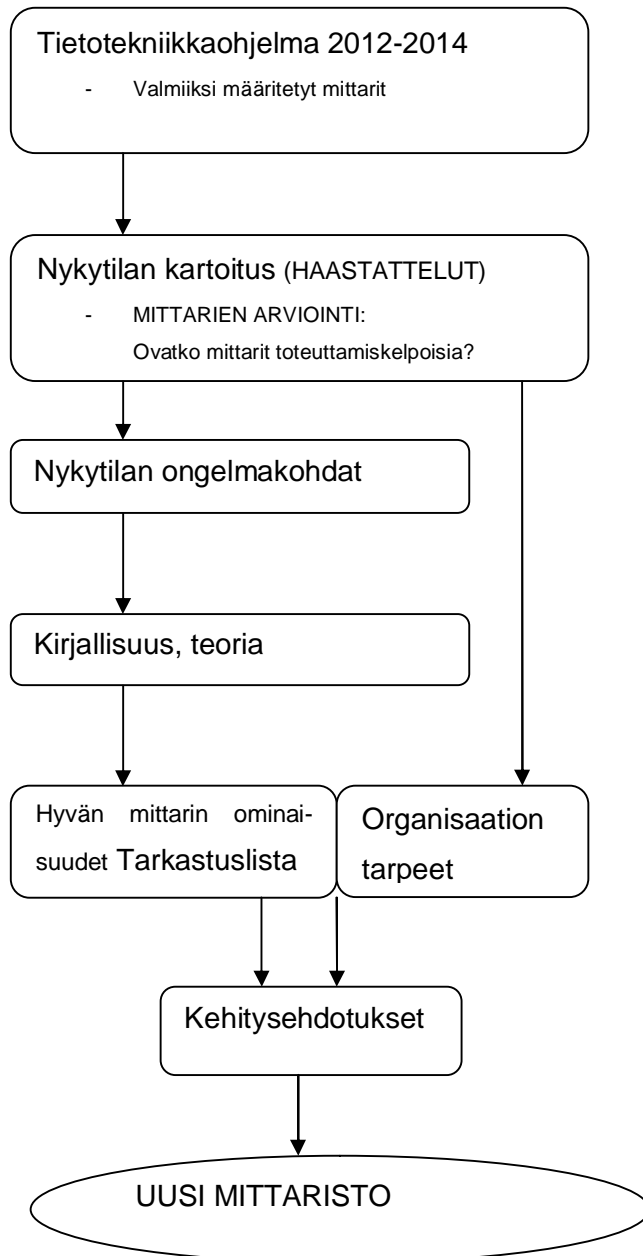 Tietotekniikkaohjelma 2012-2014
- Valmiiksi määritetyt mittarit
Nykytilan kartoitus (HAASTATTELUT)
- MITTARIEN ARVIOINTI:
Ovatko mittarit toteuttamiskelpoisia?
Nykytilan ongelmakohdat
Kirjallisuus, teoria
Hyvän mittarin ominai-
suudet Tarkastuslista
Organisaation
tarpeet
Kehitysehdotukset
UUSI MITTARISTO